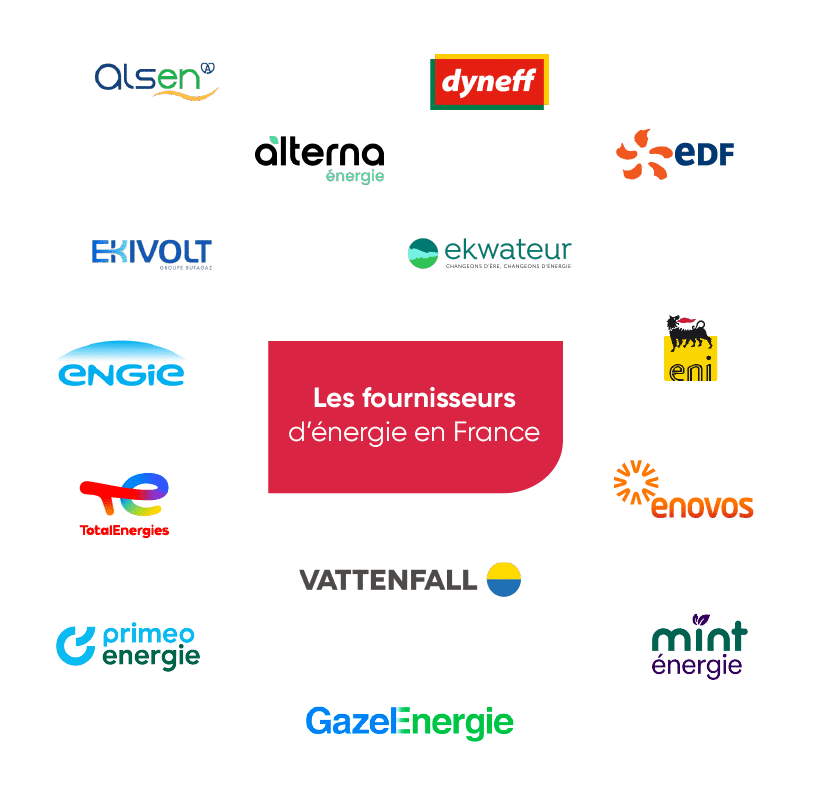 alsen
dyneff
alterna
énergie
eDF
EKIVOLT
GROUPE BUTAGAZ
ekwateur
CHANGEONS D'ÈRE, CHANGEONS D'ÉNERGIE
ENGIE
eni
Les fournisseurs
d'énergie en France
TotalEnergies
enovos
VATTENFALL
primeo
energie
mint
énergie
GazelEnergie